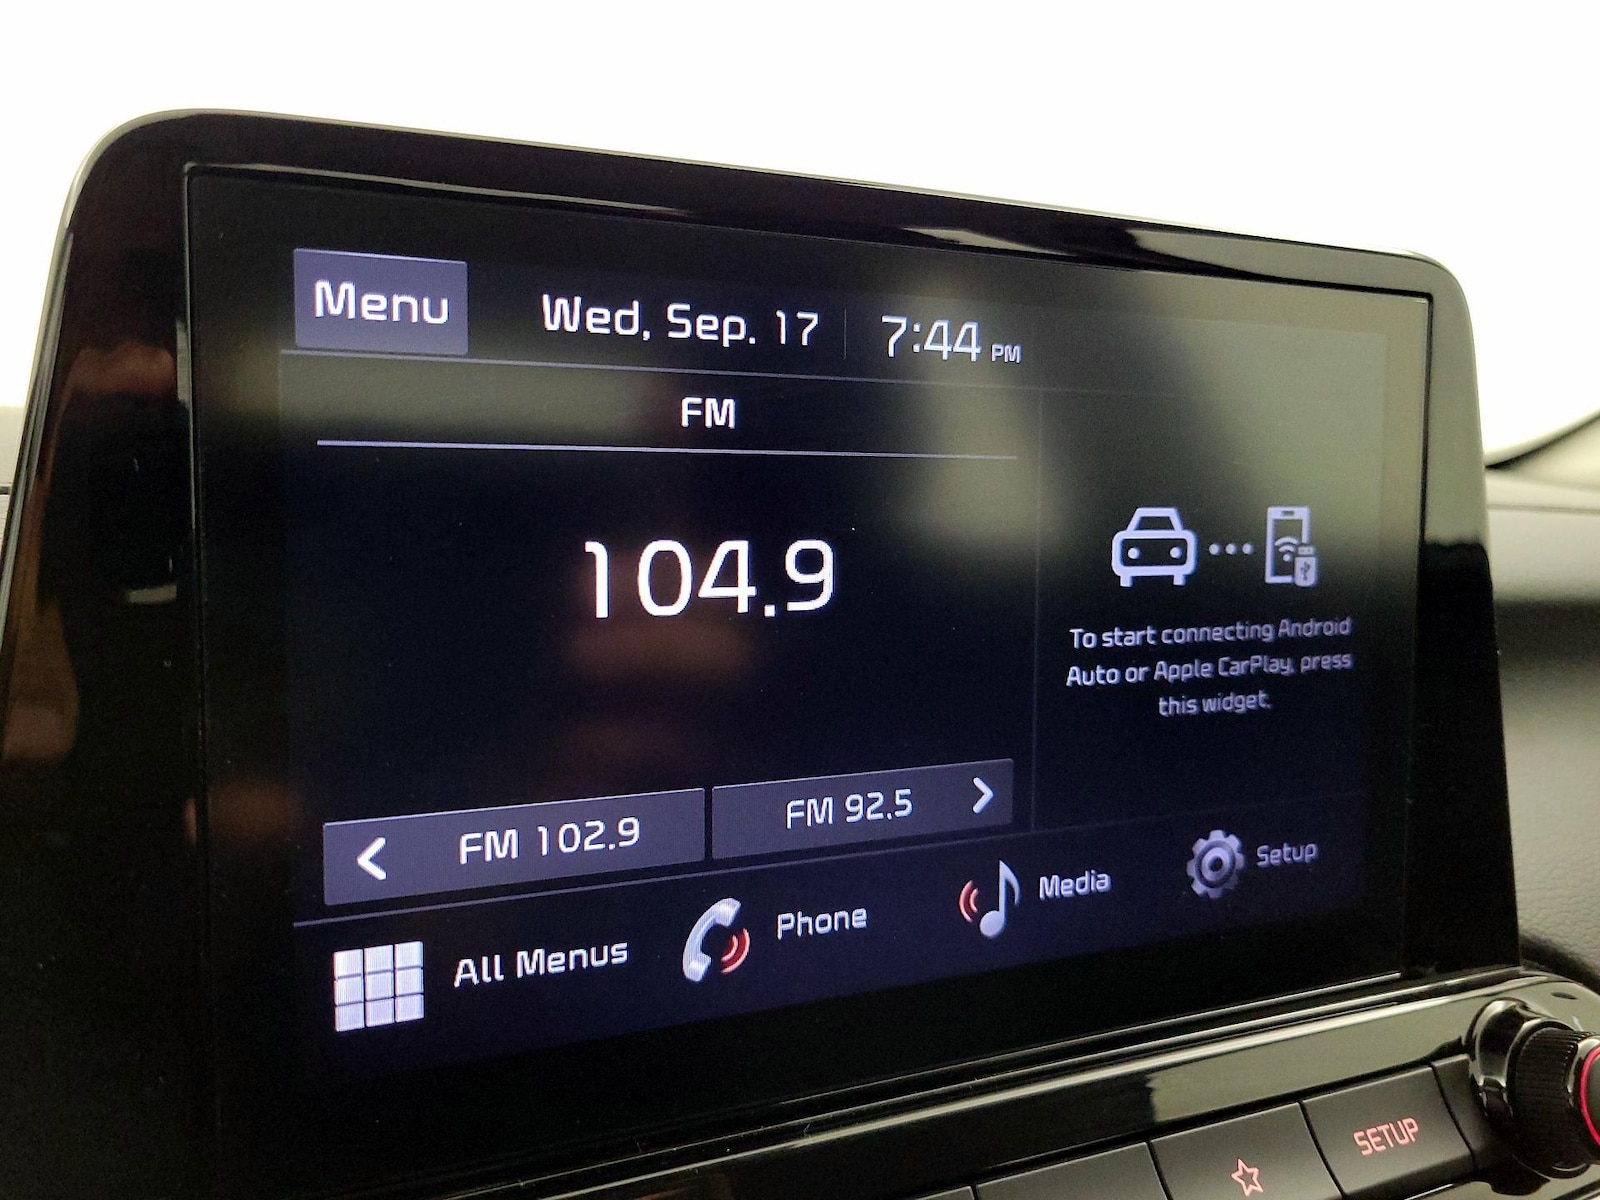 Menu
Wed, Sep. 17
7:44 PM
FM
104.9
To start connecting Android
Auto or Apple CarPlay, press
this widget.
FM 102.9
FM 92.5
All Menus
Phone
Media
Setup
SETUP